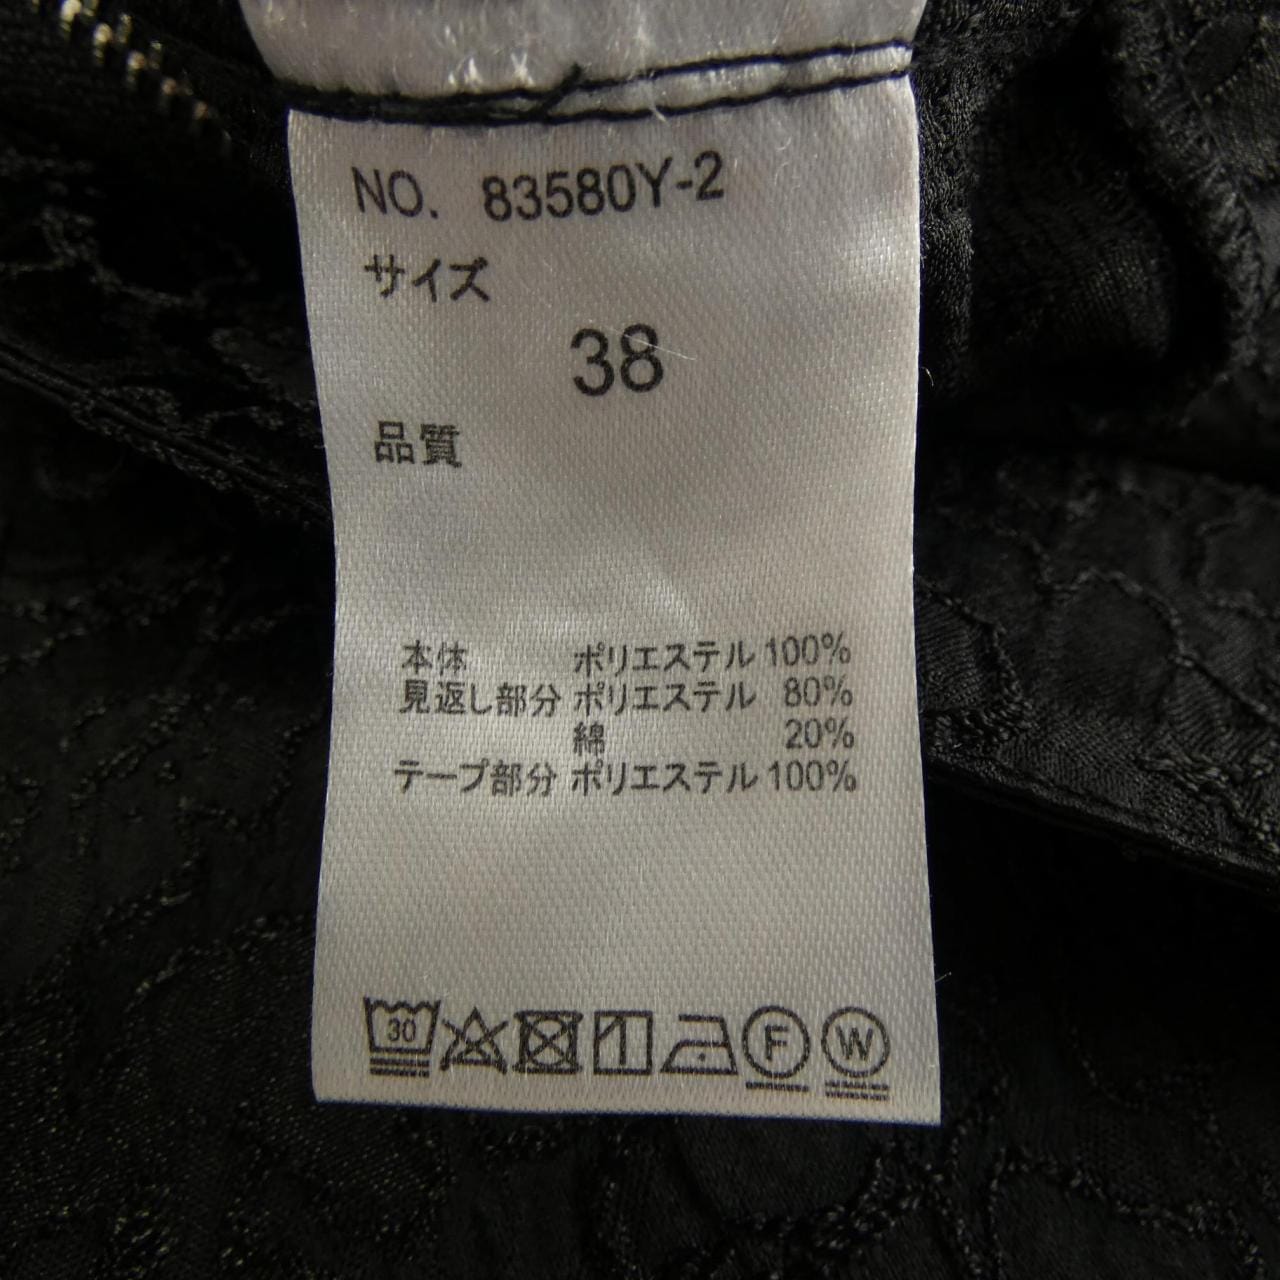 NO. 83580Y-2
サイズ
38
品質
本体 ポリエステル 100%
見返し部分 ポリエステル 80%
綿 20%
テープ部分 ポリエステル 100%
30 F W